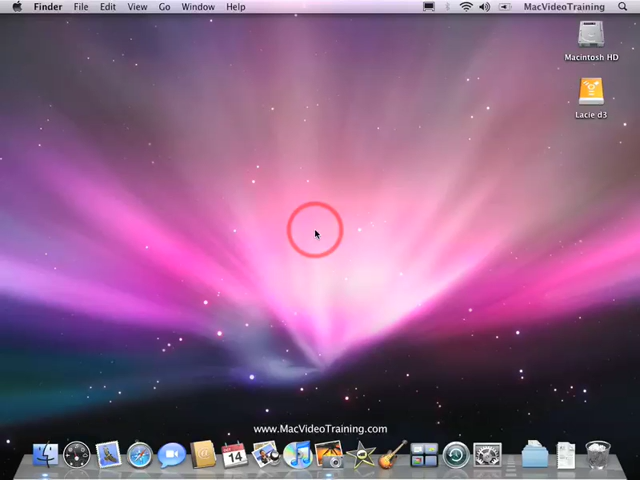 Finder File Edit View Go Window Help MacVideoTraining
Macintosh HD
Lacie d3
www.MacVideoTraining.com
14